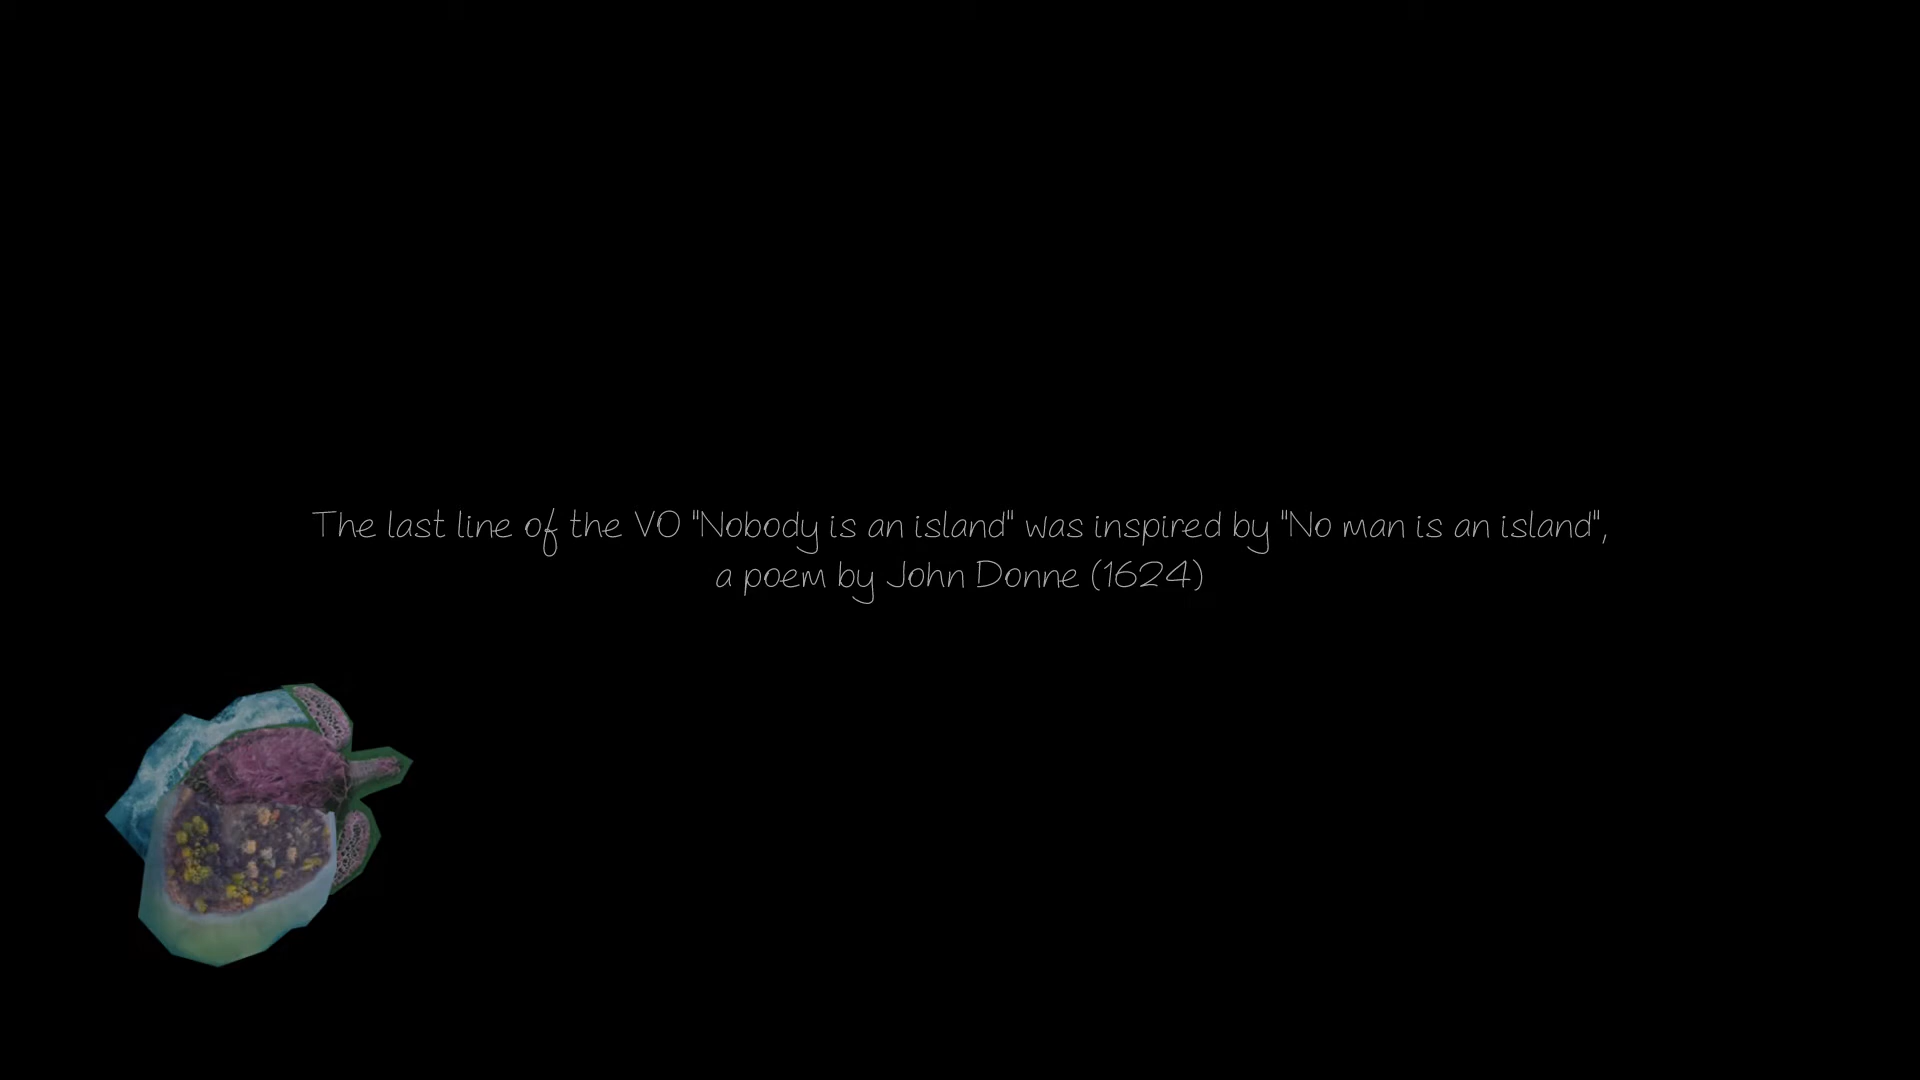 The last line of the VO "Nobody is an island" was inspired by "No man is an island",
a poem by John Donne (1624)